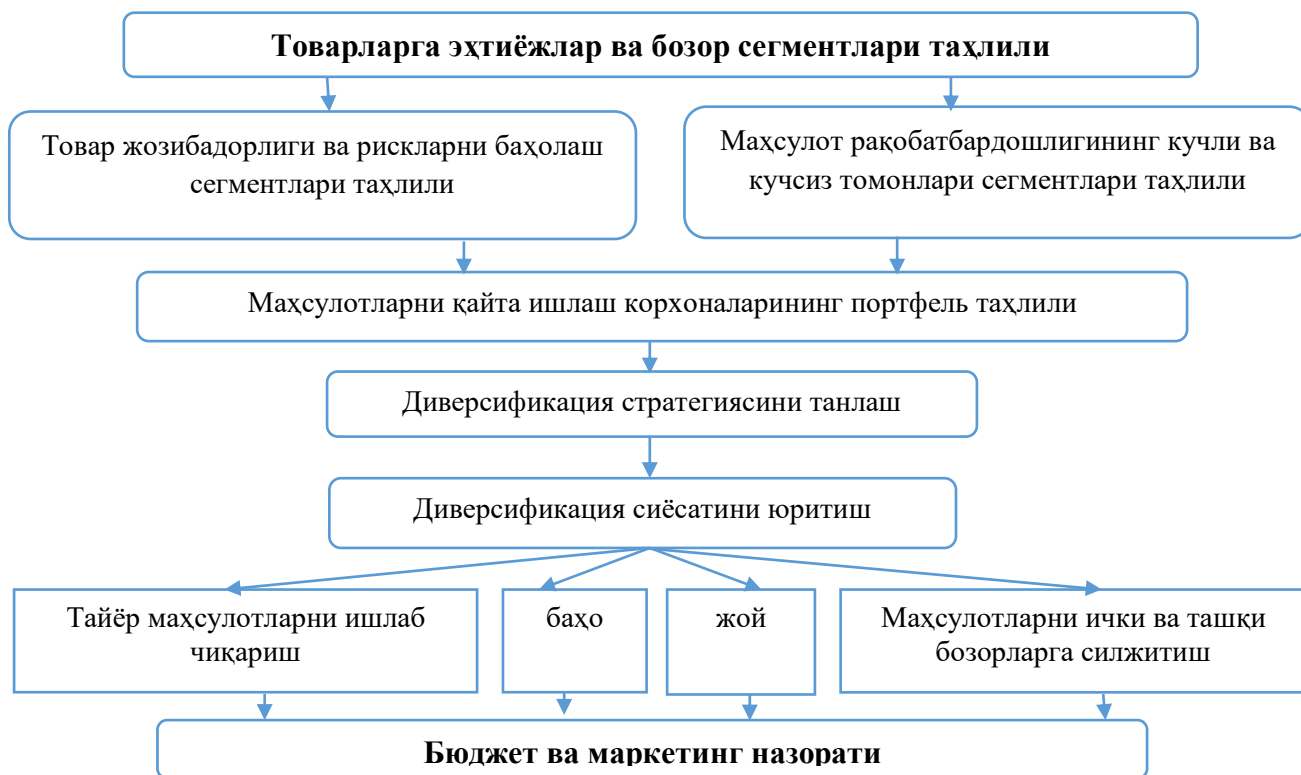 Товарларга эҳтиёжлар ва бозор сегментлари таҳлили
Товар жозибадорлиги ва рискларни баҳолаш
сегментлари таҳлили
Маҳсулот рақобатбардошлигининг кучли ва
кучсиз томонлари сегментлари таҳлили
Маҳсулотларни қайта ишлаш корхоналарининг портфель таҳлили
Диверсификация стратегиясини танлаш
Диверсификация сиёсатини юритиш
Тайёр маҳсулотларни ишлаб
чиқариш
баҳо
жой
Маҳсулотларни ички ва ташқи
бозорларга силжитиш
Бюджет ва маркетинг назорати